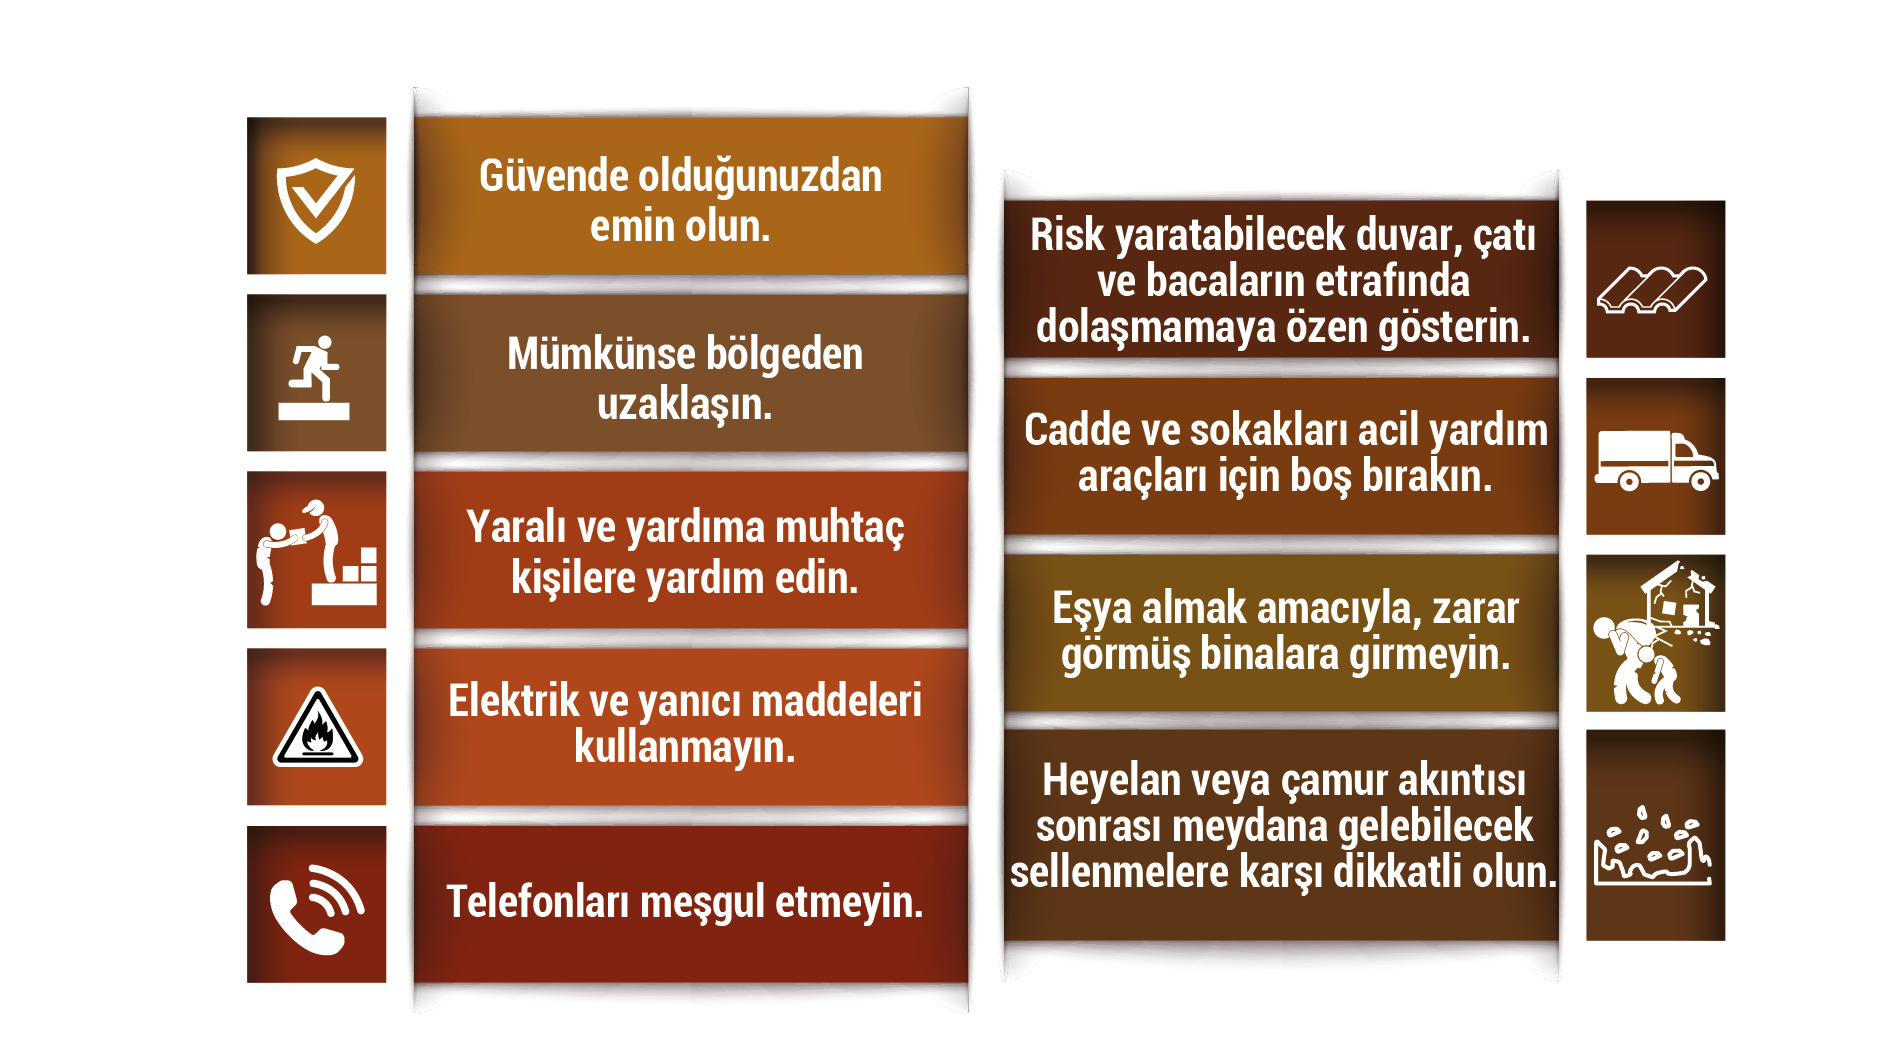 Güvende olduğunuzdan
emin olun.
Mümkünse bölgeden
uzaklaşın.
Yaralı ve yardıma muhtaç
kişilere yardım edin.
Elektrik ve yanıcı maddeleri
kullanmayın.
Telefonları meşgul etmeyin.
Risk yaratabilecek duvar, çatı
ve bacaların etrafında
dolaşmamaya özen gösterin.
Cadde ve sokakları acil yardım
araçları için boş bırakın.
Eşya almak amacıyla, zarar
görmüş binalara girmeyin.
Heyelan veya çamur akıntısı
sonrası meydana gelebilecek
sellenmelere karşı dikkatli olun.